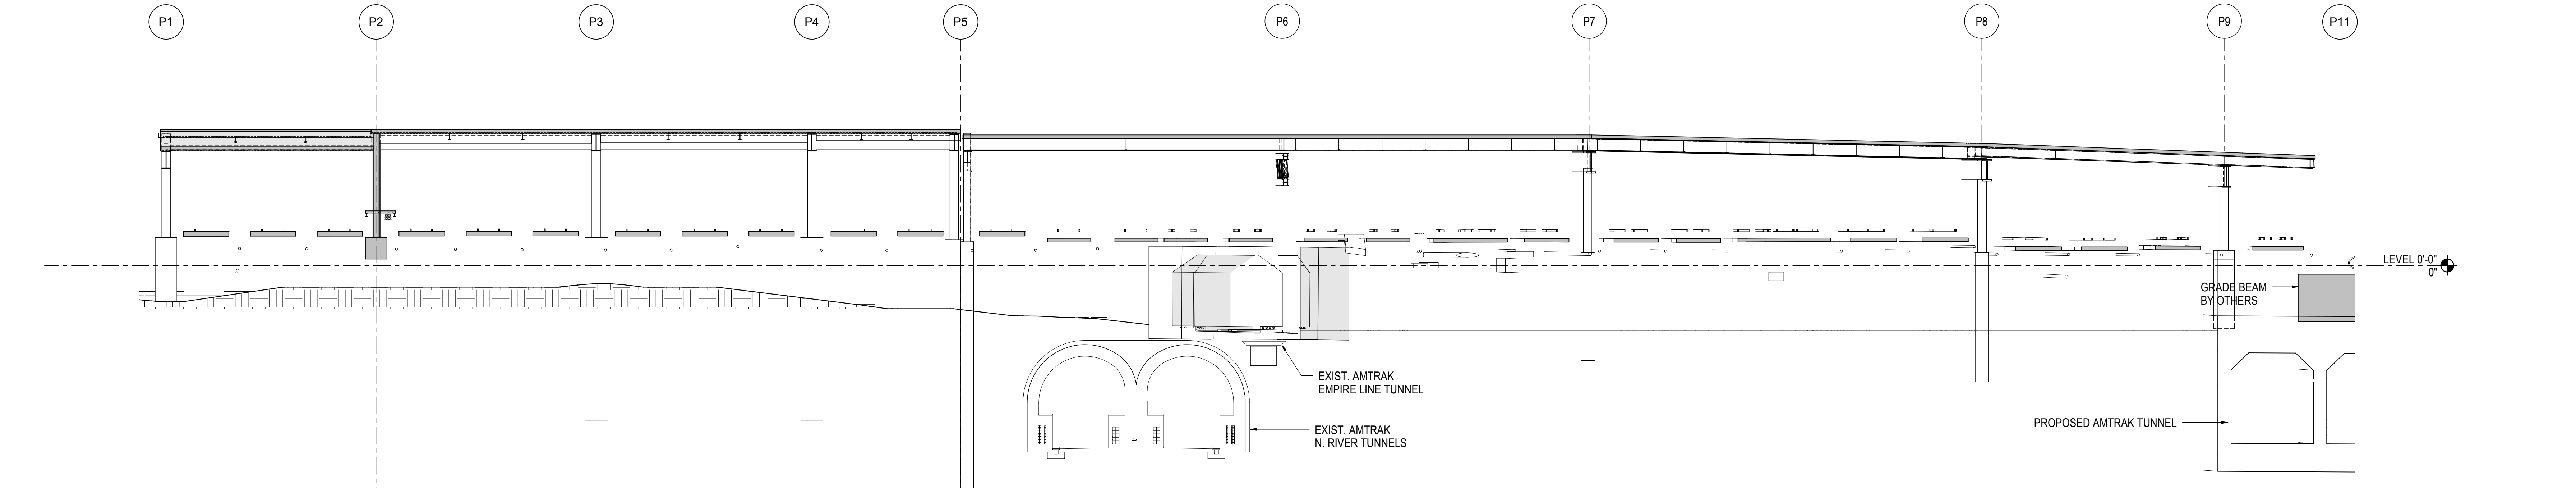 P1 P2 P3 P4 P5 P6 P7 P8 P9 P11
LEVEL 0'-0"
0"
GRADE BEAM
BY OTHERS
EXIST. AMTRAK
EMPIRE LINE TUNNEL
EXIST. AMTRAK
N. RIVER TUNNELS
PROPOSED AMTRAK TUNNEL